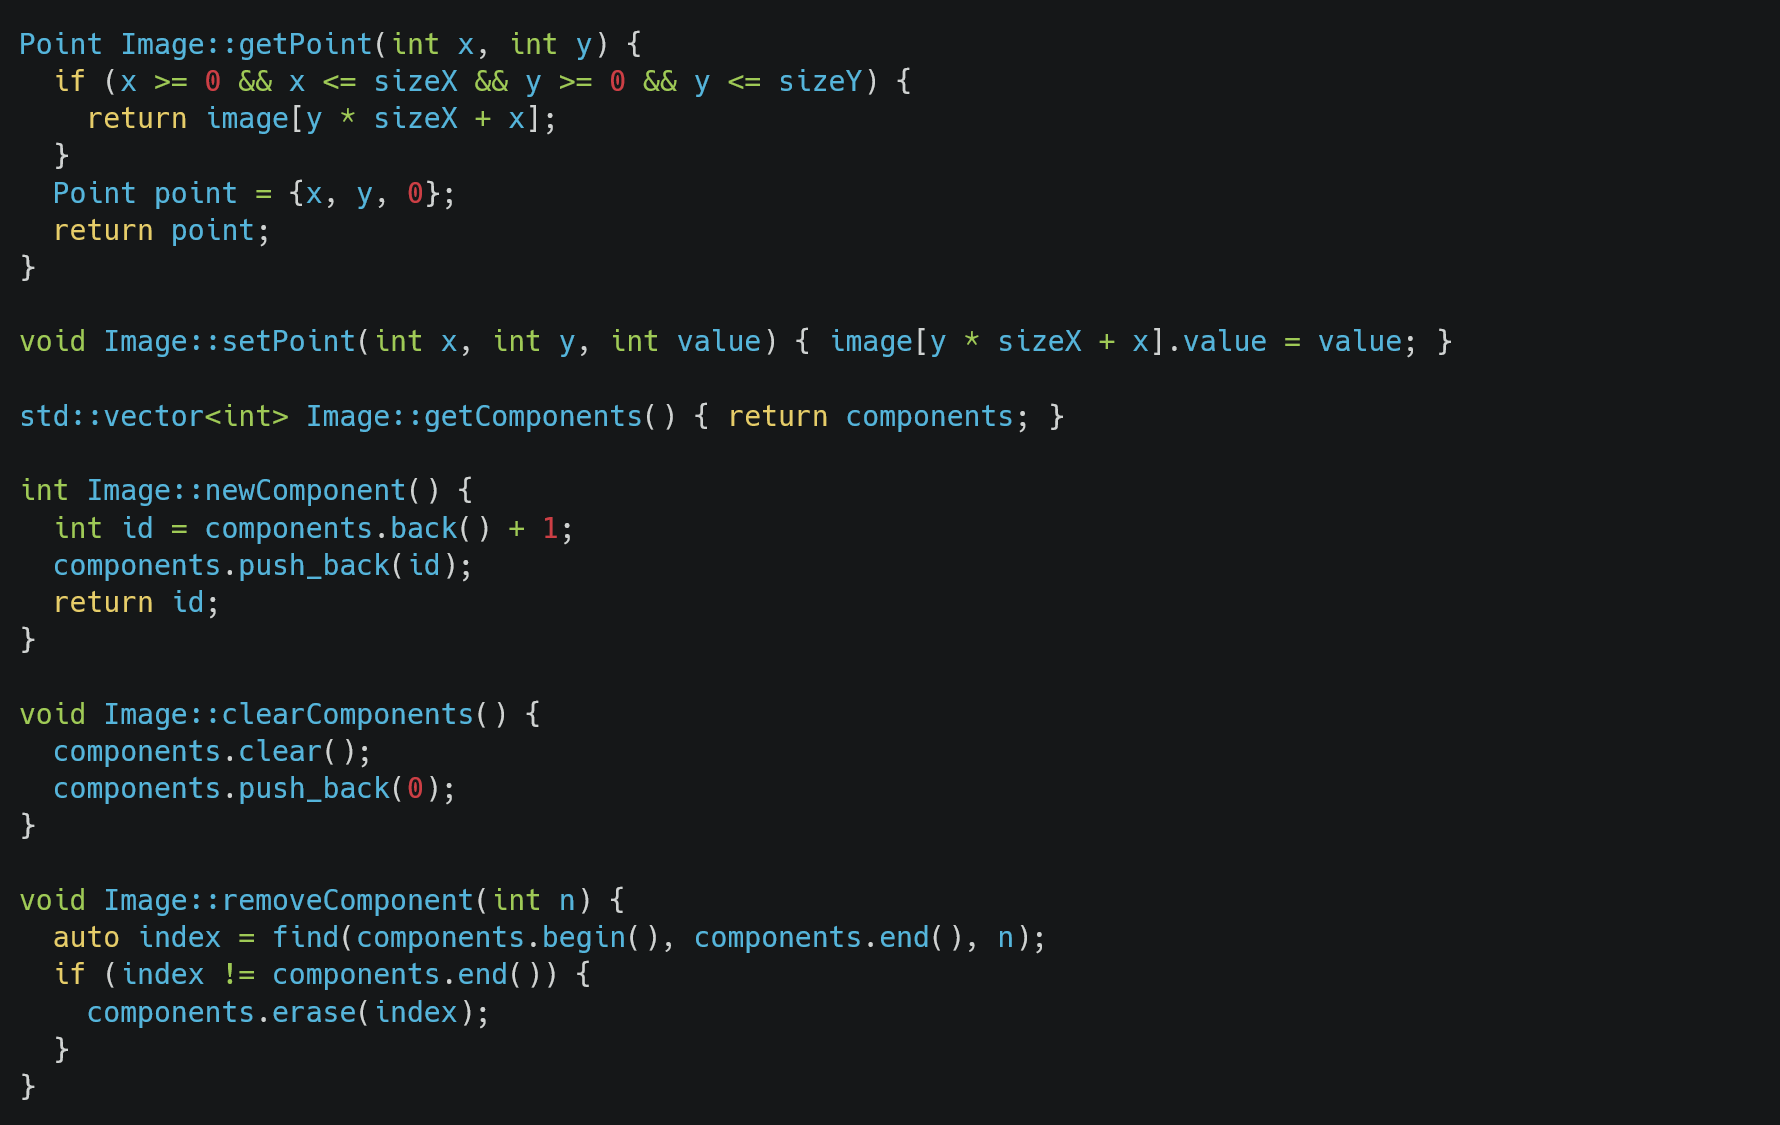 Point Image::getPoint(int x, int y) {
  if (x >= 0 && x <= sizeX && y >= 0 && y <= sizeY) {
    return image[y * sizeX + x];
  }
  Point point = {x, y, 0};
  return point;
}

void Image::setPoint(int x, int y, int value) { image[y * sizeX + x].value = value; }

std::vector<int> Image::getComponents() { return components; }

int Image::newComponent() {
  int id = components.back() + 1;
  components.push_back(id);
  return id;
}

void Image::clearComponents() {
  components.clear();
  components.push_back(0);
}

void Image::removeComponent(int n) {
  auto index = find(components.begin(), components.end(), n);
  if (index != components.end()) {
    components.erase(index);
  }
}